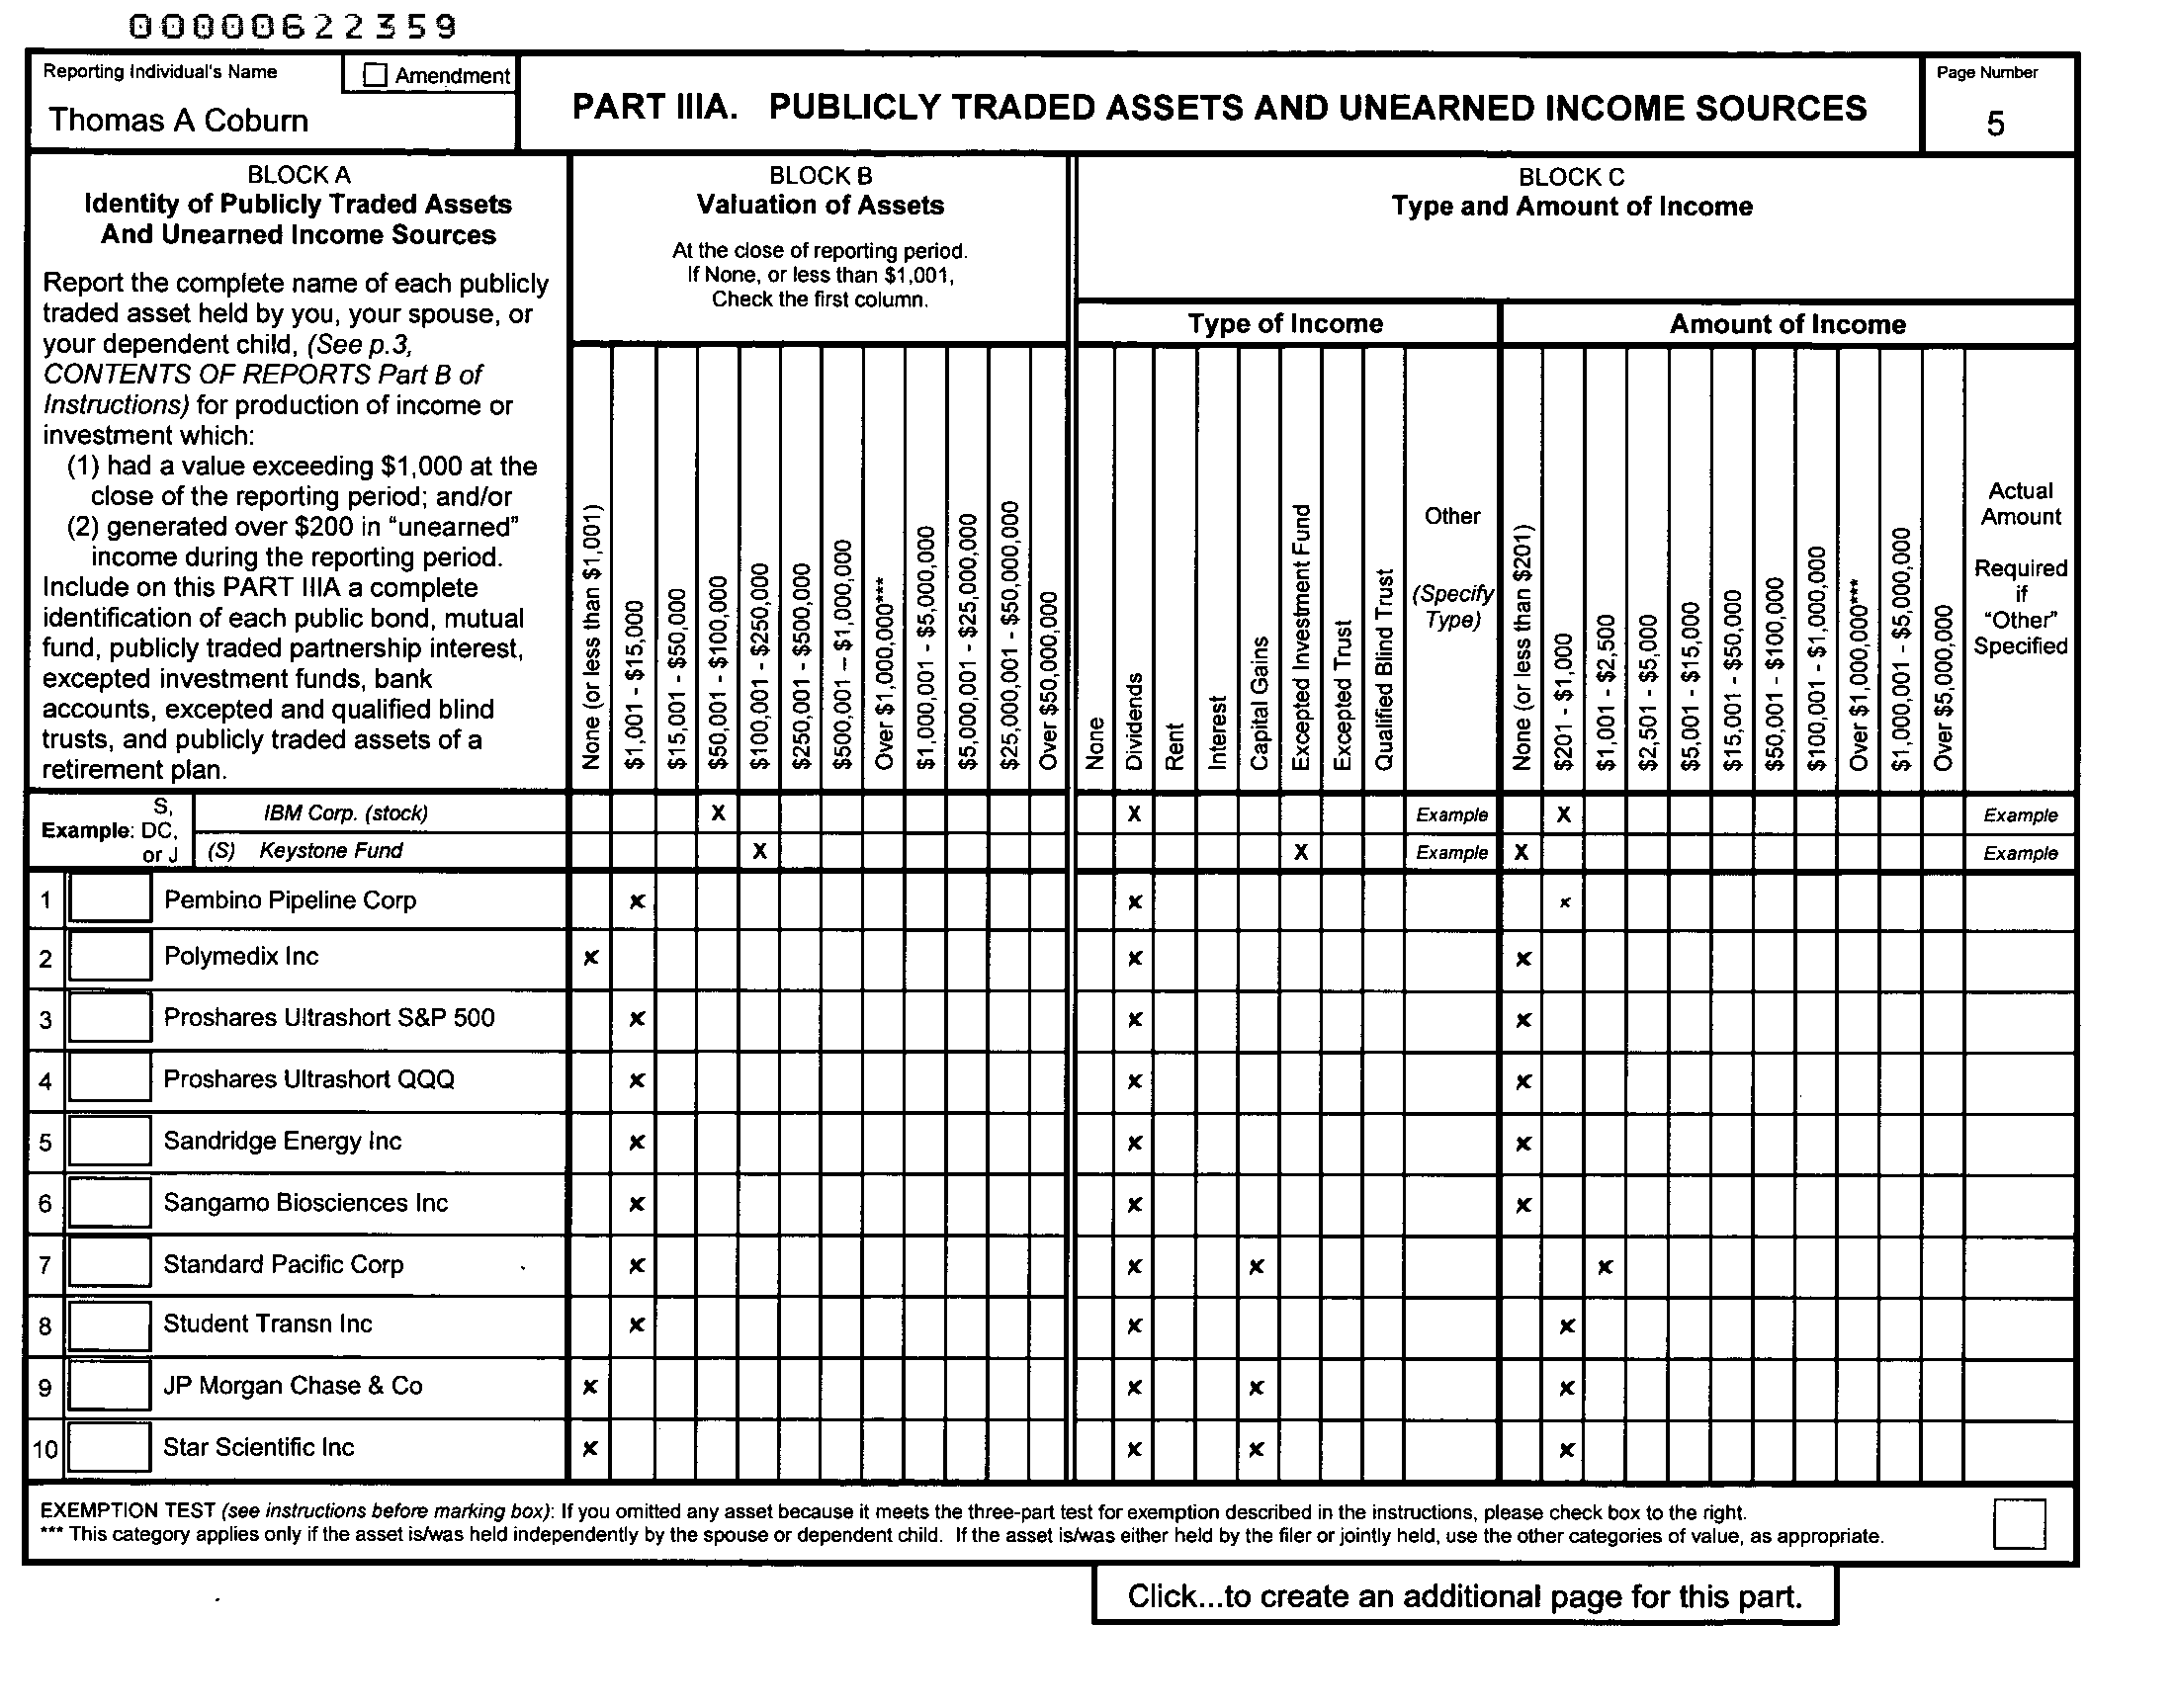 00000622359
Reporting Individual's Name
Amendment
Thomas A Coburn
PART IIIA. PUBLICLY TRADED ASSETS AND UNEARNED INCOME SOURCES
Page Number
5
BLOCK A
Identity of Publicly Traded Assets
And Unearned Income Sources
Report the complete name of each publicly
traded asset held by you, your spouse, or
your dependent child, (See p.3,
CONTENTS OF REPORTS Part B of
Instructions) for production of income or
investment which:
(1) had a value exceeding $1,000 at the
close of the reporting period; and/or
(2) generated over $200 in "unearned"
income during the reporting period.
Include on this PART IIIA a complete
identification of each public bond, mutual
fund, publicly traded partnership interest,
excepted investment funds, bank
accounts, excepted and qualified blind
trusts, and publicly traded assets of a
retirement plan.
BLOCK B
Valuation of Assets
At the close of reporting period.
If None, or less than $1,001,
Check the first column.
None (or less than $1,001)
$1,001 - $15,000
$15,001 - $50,000
$50,001 - $100,000
$100,001 - $250,000
$250,001 - $500,000
$500,001 – $1,000,000
Over $1,000,000***
$1,000,001 - $5,000,000
$5,000,001 - $25,000,000
$25,000,001 - $50,000,000
Over $50,000,000
BLOCK C
Type and Amount of Income
Type of Income
None
Dividends
Rent
Interest
Capital Gains
Excepted Investment Fund
Excepted Trust
Qualified Blind Trust
Other
(Specify
Type)
Amount of Income
None (or less than $201)
$201 - $1,000
$1,001 - $2,500
$2,501 - $5,000
$5,001 - $15,000
$15,001 - $50,000
$50,001 - $100,000
$100,001 - $1,000,000
Over $1,000,000***
$1,000,001 - $5,000,000
Over $5,000,000
Actual
Amount
Required
if
"Other"
Specified
Example: S,
DC,
or J
IBM Corp. (stock) X X Example X Example
(S) Keystone Fund X X Example X Example
1 Pembino Pipeline Corp x x x
2 Polymedix Inc x x x
3 Proshares Ultrashort S&P 500 x x x
4 Proshares Ultrashort QQQ x x x
5 Sandridge Energy Inc x x x
6 Sangamo Biosciences Inc x x x
7 Standard Pacific Corp x x x x
8 Student Transn Inc x x x
9 JP Morgan Chase & Co x x x x
10 Star Scientific Inc x x x x
EXEMPTION TEST (see instructions before marking box): If you omitted any asset because it meets the three-part test for exemption described in the instructions, please check box to the right.
*** This category applies only if the asset is/was held independently by the spouse or dependent child. If the asset is/was either held by the filer or jointly held, use the other categories of value, as appropriate.
Click...to create an additional page for this part.